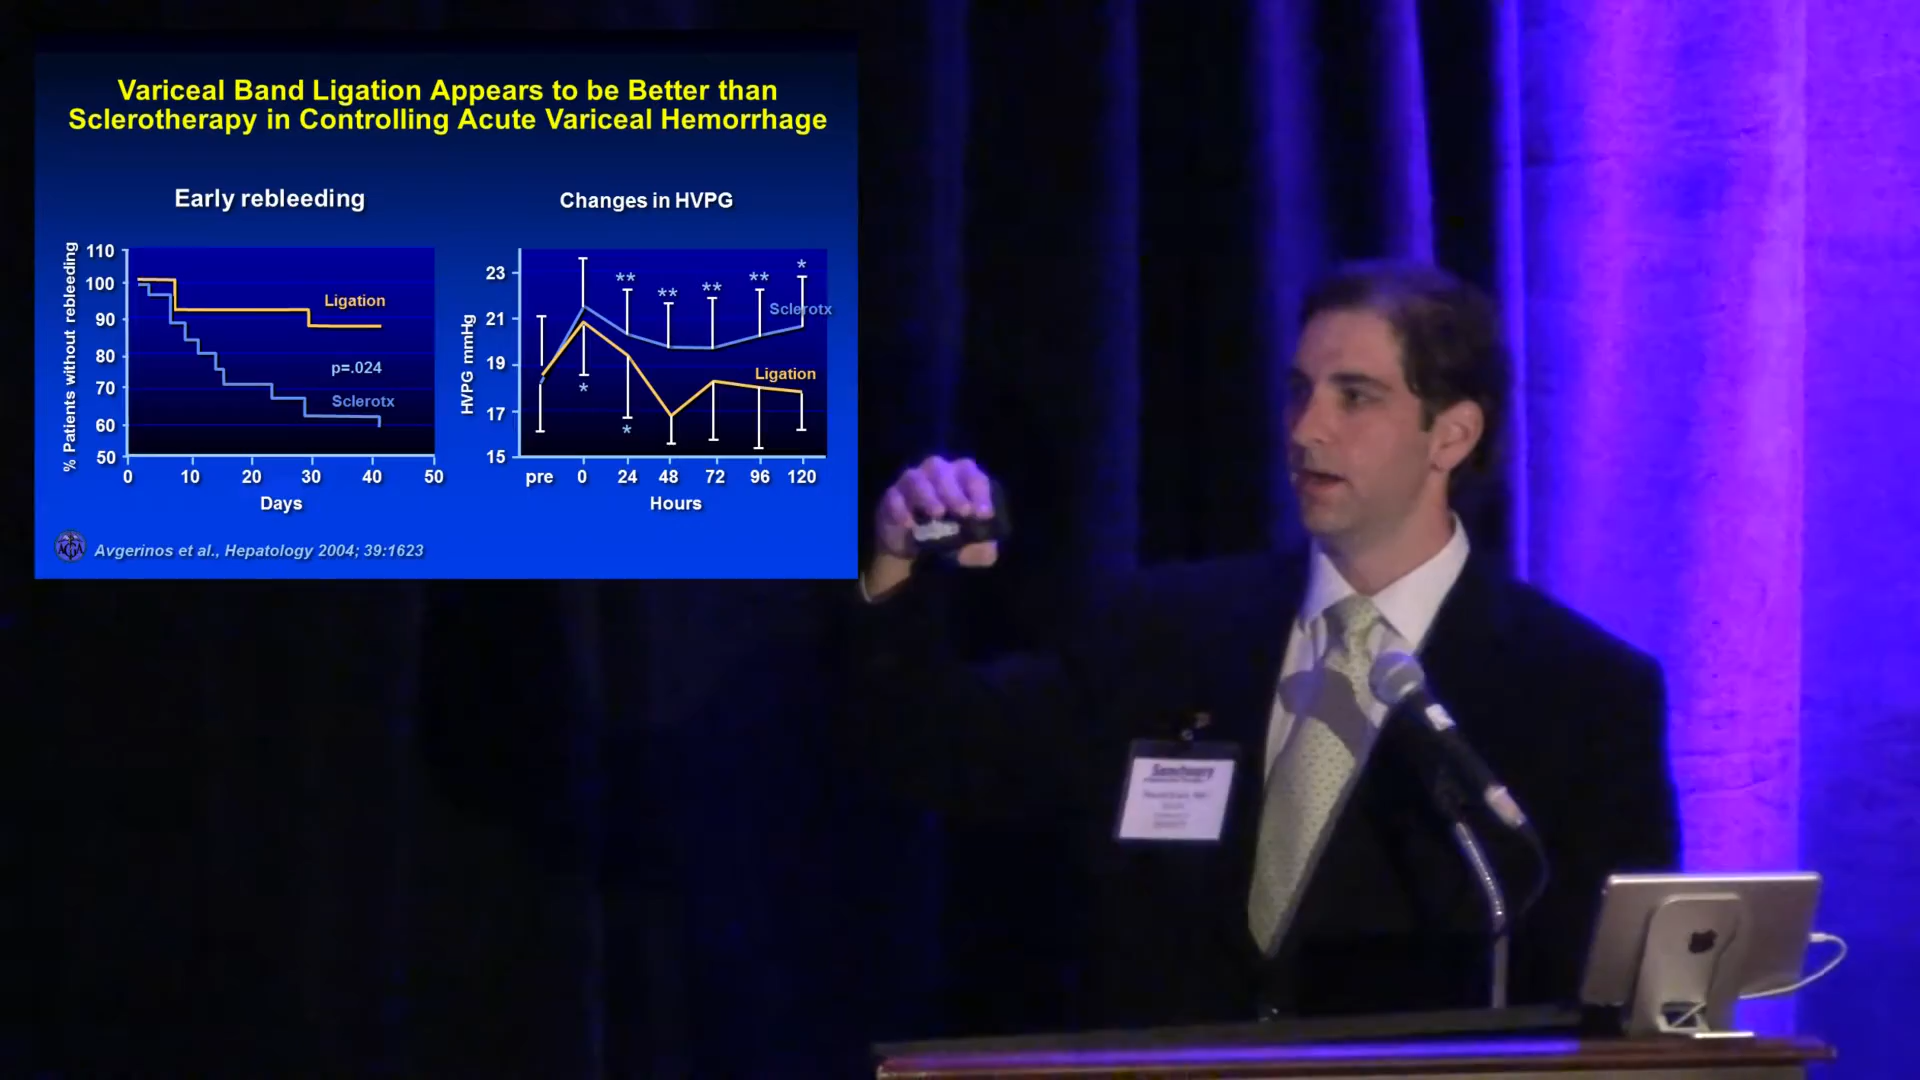 Variceal Band Ligation Appears to be Better than
Sclerotherapy in Controlling Acute Variceal Hemorrhage
Early rebleeding
% Patients without rebleeding
110
100
90
80
70
60
50
Ligation
p=.024
Sclerotx
0 10 20 30 40 50
Days
Changes in HVPG
HVPG mmHg
23
21
19
17
15
** ** ** ** *
Sclerotx
Ligation
* *
pre 0 24 48 72 96 120
Hours
AGA
Avgerinos et al., Hepatology 2004; 39:1623